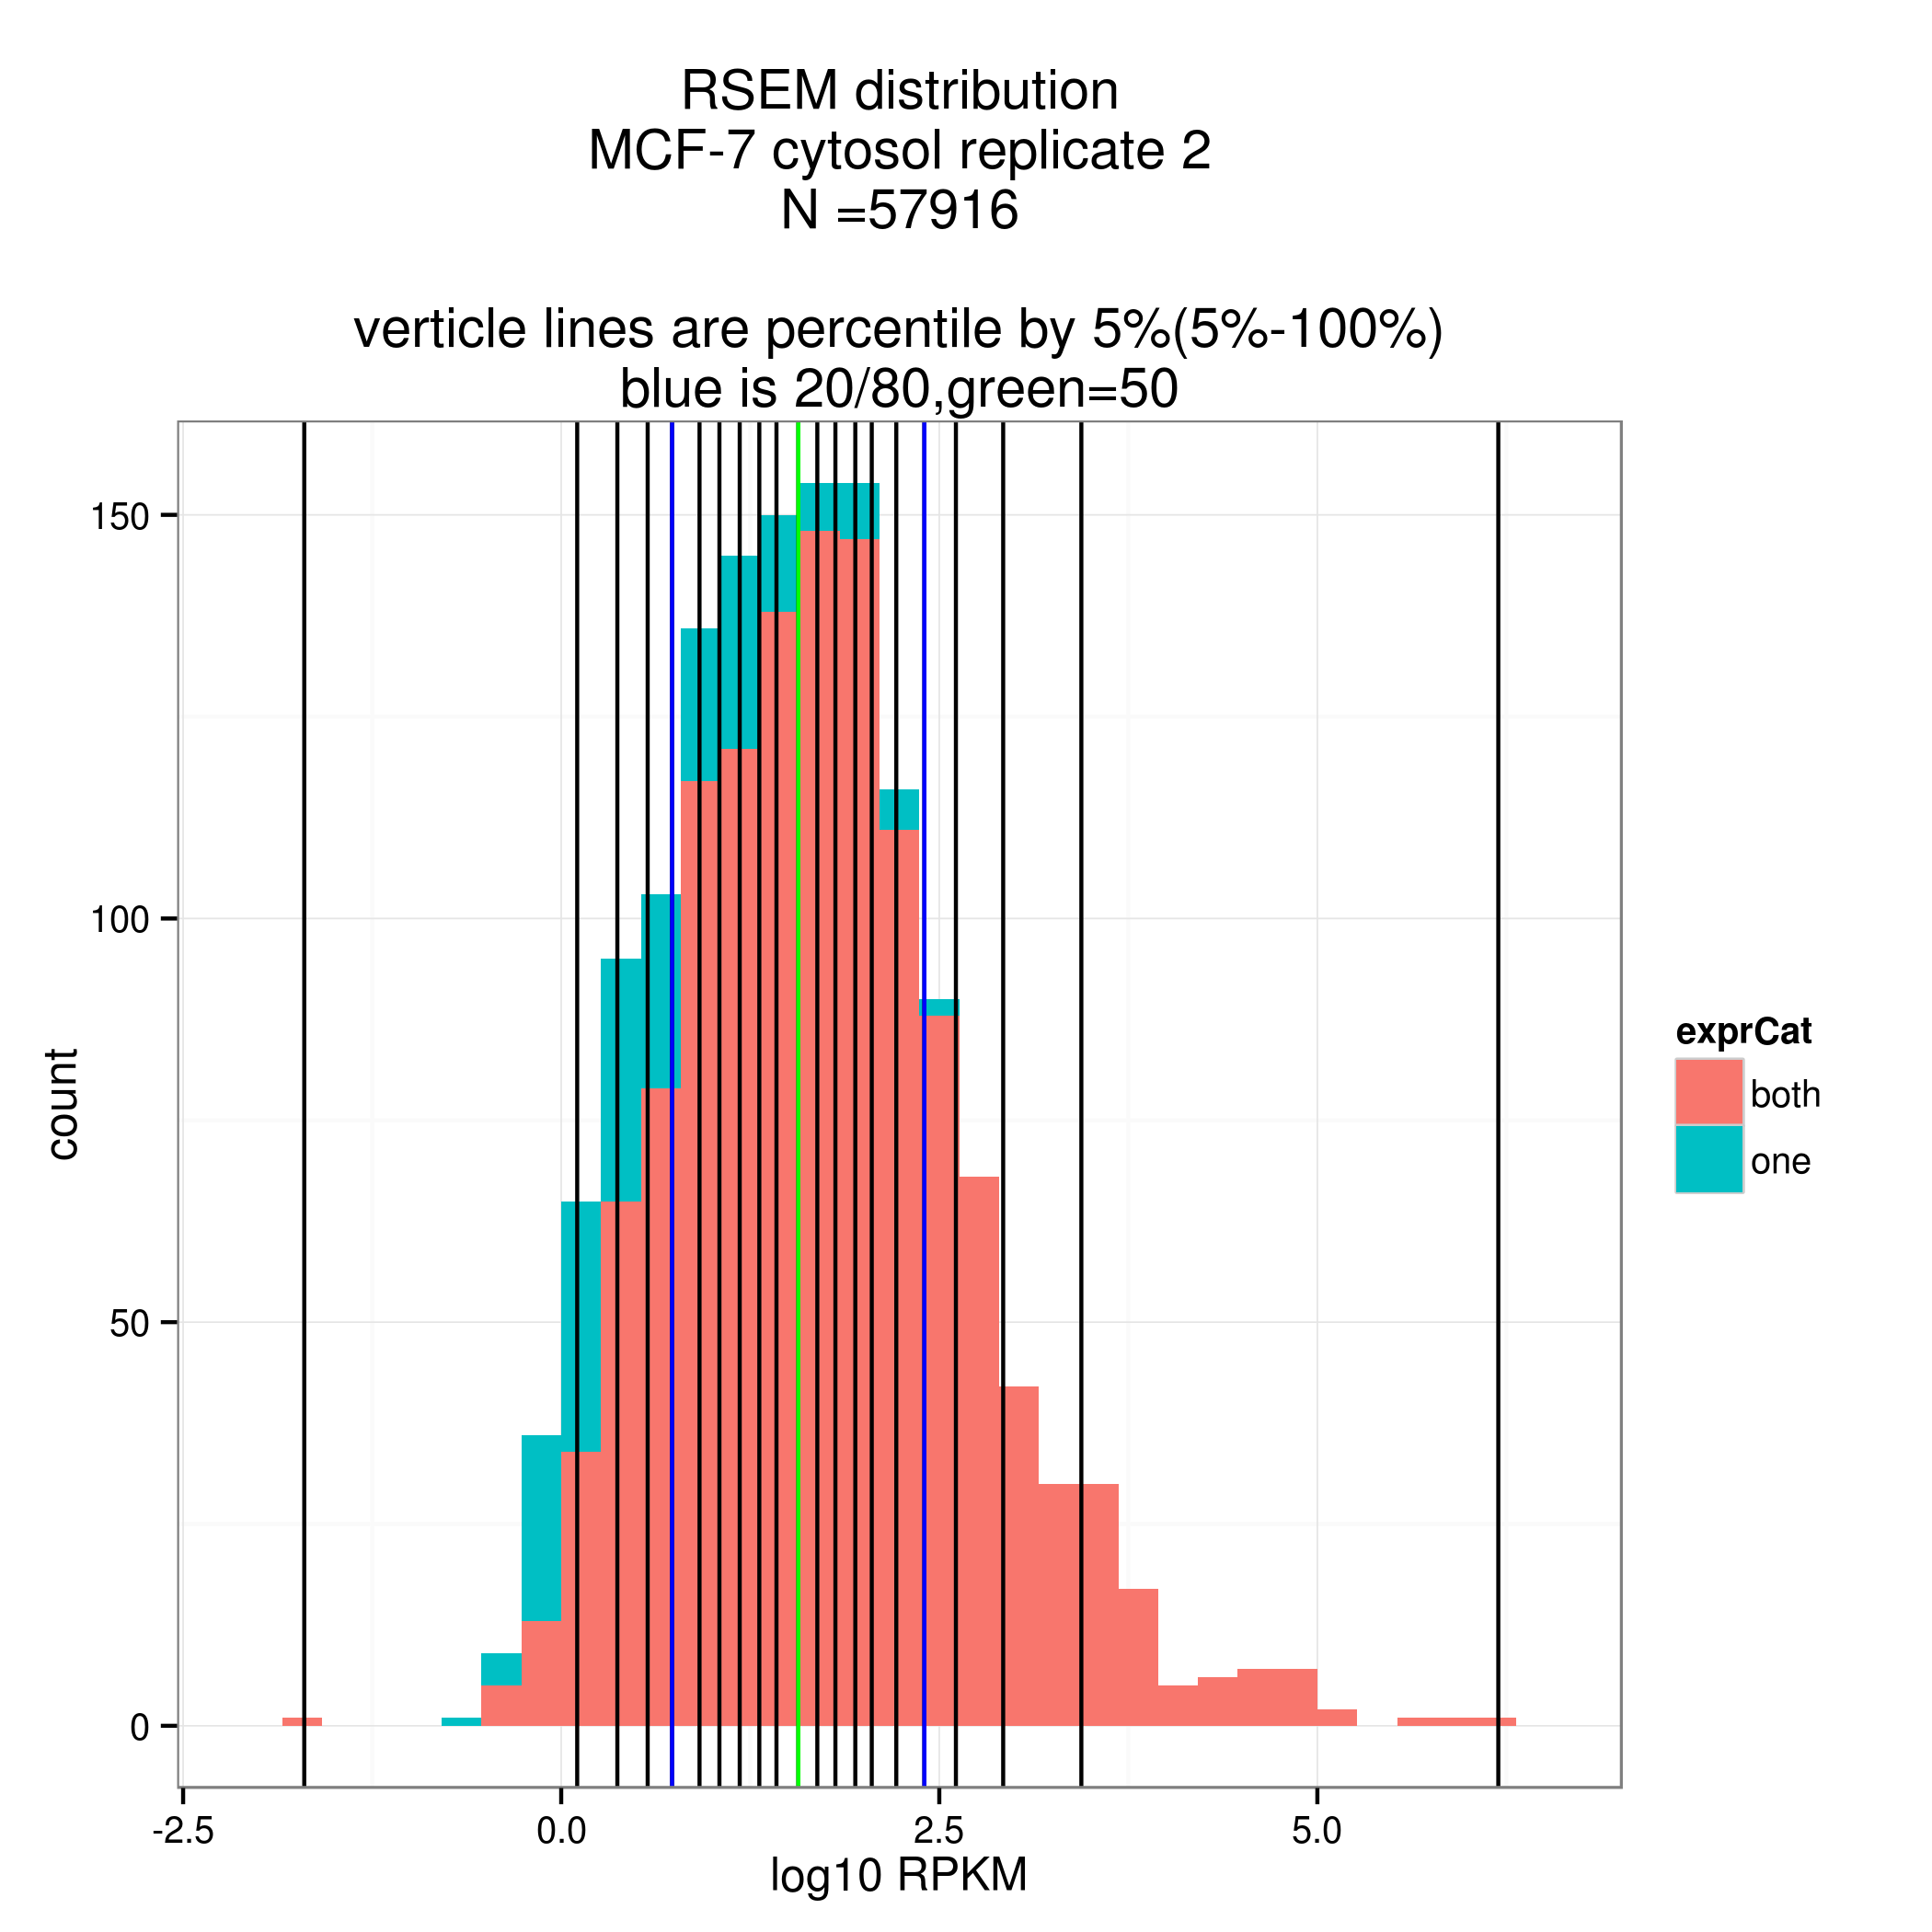 RSEM distribution
MCF-7 cytosol replicate 2
N =57916
verticle lines are percentile by 5%(5%-100%)
blue is 20/80,green=50
150
100
50
0
count
-2.5
0.0
2.5
5.0
log10 RPKM
exprCat
both
one